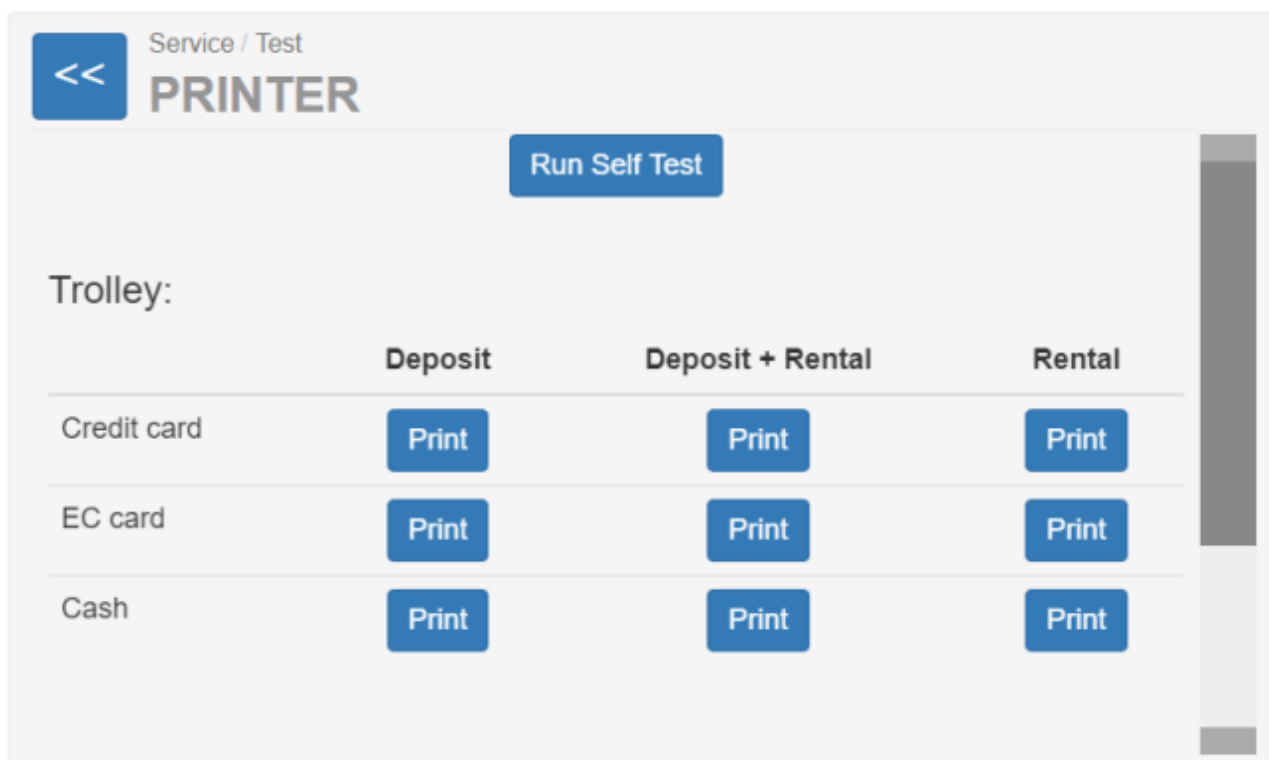 <<
Service / Test
PRINTER
Run Self Test
Trolley:
Deposit Deposit + Rental Rental
Credit card Print Print Print
EC card Print Print Print
Cash Print Print Print